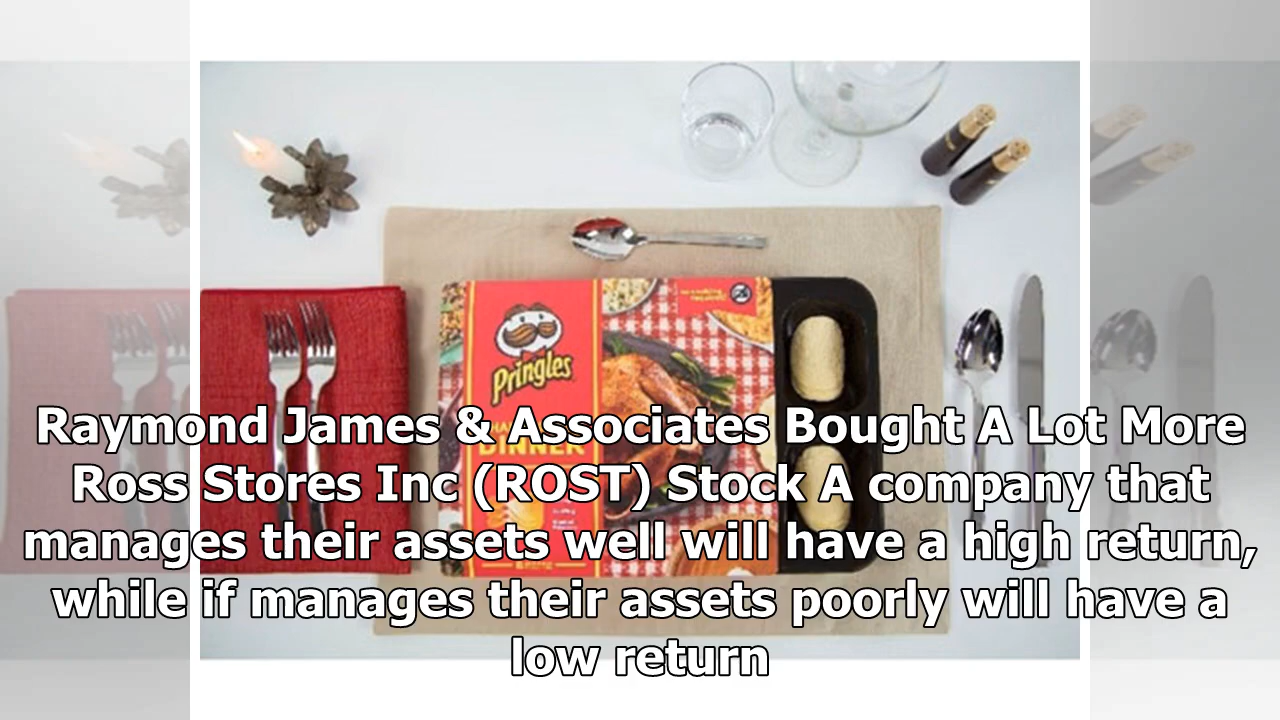 Pringles
DINNER
Raymond James & Associates Bought A Lot More
Ross Stores Inc (ROST) Stock A company that
manages their assets well will have a high return,
while if manages their assets poorly will have a
low return